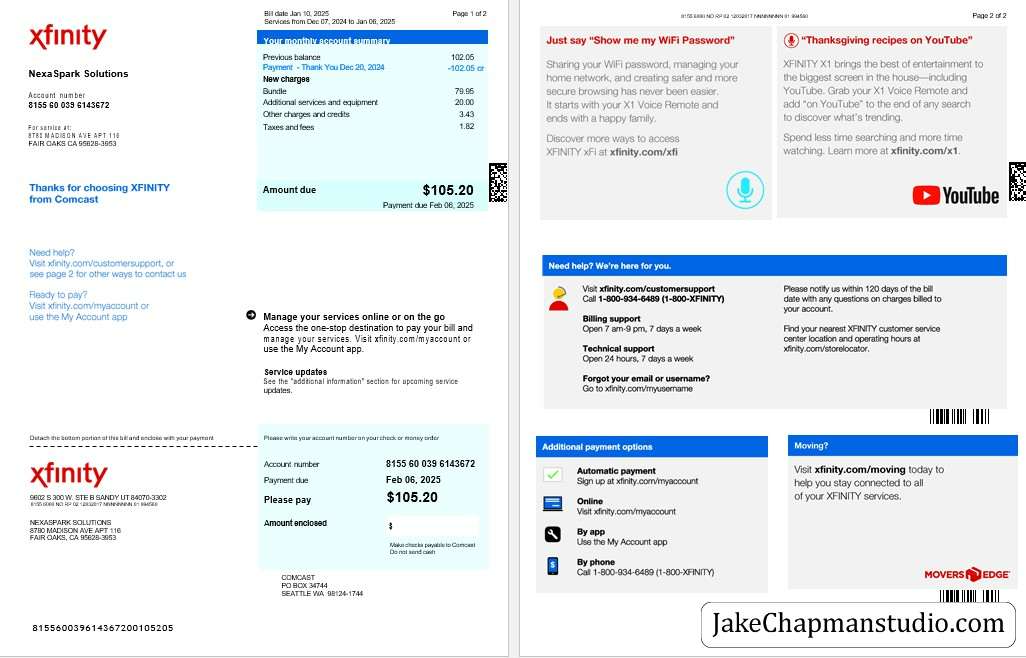 Bill date Jan 10, 2025
Services from Dec 07, 2024 to Jan 06, 2025
Page 1 of 2
xfinity
NexaSpark Solutions
Account number
8155 60 039 6143672
For service at:
8780 MADISON AVE APT 116
FAIR OAKS CA 95628-3953
Thanks for choosing XFINITY
from Comcast
Need help?
Visit xfinity.com/customersupport, or
see page 2 for other ways to contact us
Ready to pay?
Visit xfinity.com/myaccount or
use the My Account app
Your monthly account summary
Previous balance 102.05
Payment - Thank You Dec 20, 2024 -102.05 cr
New charges
Bundle 79.95
Additional services and equipment 20.00
Other charges and credits 3.43
Taxes and fees 1.82
Amount due $105.20
Payment due Feb 06, 2025
Manage your services online or on the go
Access the one-stop destination to pay your bill and
manage your services. Visit xfinity.com/myaccount or
use the My Account app.
Service updates
See the "additional information" section for upcoming service
updates.
Detach the bottom portion of this bill and enclose with your payment
Please write your account number on your check or money order
xfinity
9602 S 300 W. STE B SANDY UT 84070-3302
8155 6000 NO RP 02 12032017 NNNNNNNN 01 994560
NEXASPARK SOLUTIONS
8780 MADISON AVE APT 116
FAIR OAKS, CA 95628-3953
Account number 8155 60 039 6143672
Payment due Feb 06, 2025
Please pay $105.20
Amount enclosed $
Make checks payable to Comcast
Do not send cash
COMCAST
PO BOX 34744
SEATTLE WA 98124-1744
815560039614367200105205
8155 6000 NO RP 02 12032017 NNNNNNNN 01 994560
Page 2 of 2
Just say “Show me my WiFi Password”
Sharing your WiFi password, managing your
home network, and creating safer and more
secure browsing has never been easier.
It starts with your X1 Voice Remote and
ends with a happy family.
Discover more ways to access
XFINITY xFi at xfinity.com/xfi
“Thanksgiving recipes on YouTube”
XFINITY X1 brings the best of entertainment to
the biggest screen in the house—including
YouTube. Grab your X1 Voice Remote and
add “on YouTube” to the end of any search
to discover what’s trending.
Spend less time searching and more time
watching. Learn more at xfinity.com/x1.
YouTube
Need help? We’re here for you.
Visit xfinity.com/customersupport
Call 1-800-934-6489 (1-800-XFINITY)
Billing support
Open 7 am-9 pm, 7 days a week
Technical support
Open 24 hours, 7 days a week
Forgot your email or username?
Go to xfinity.com/myusername
Please notify us within 120 days of the bill
date with any questions on charges billed to
your account.
Find your nearest XFINITY customer service
center location and operating hours at
xfinity.com/storelocator.
Additional payment options
Automatic payment
Sign up at xfinity.com/myaccount
Online
Visit xfinity.com/myaccount
By app
Use the My Account app
By phone
Call 1-800-934-6489 (1-800-XFINITY)
Moving?
Visit xfinity.com/moving today to
help you stay connected to all
of your XFINITY services.
MOVERS EDGE
JakeChapmanstudio.com